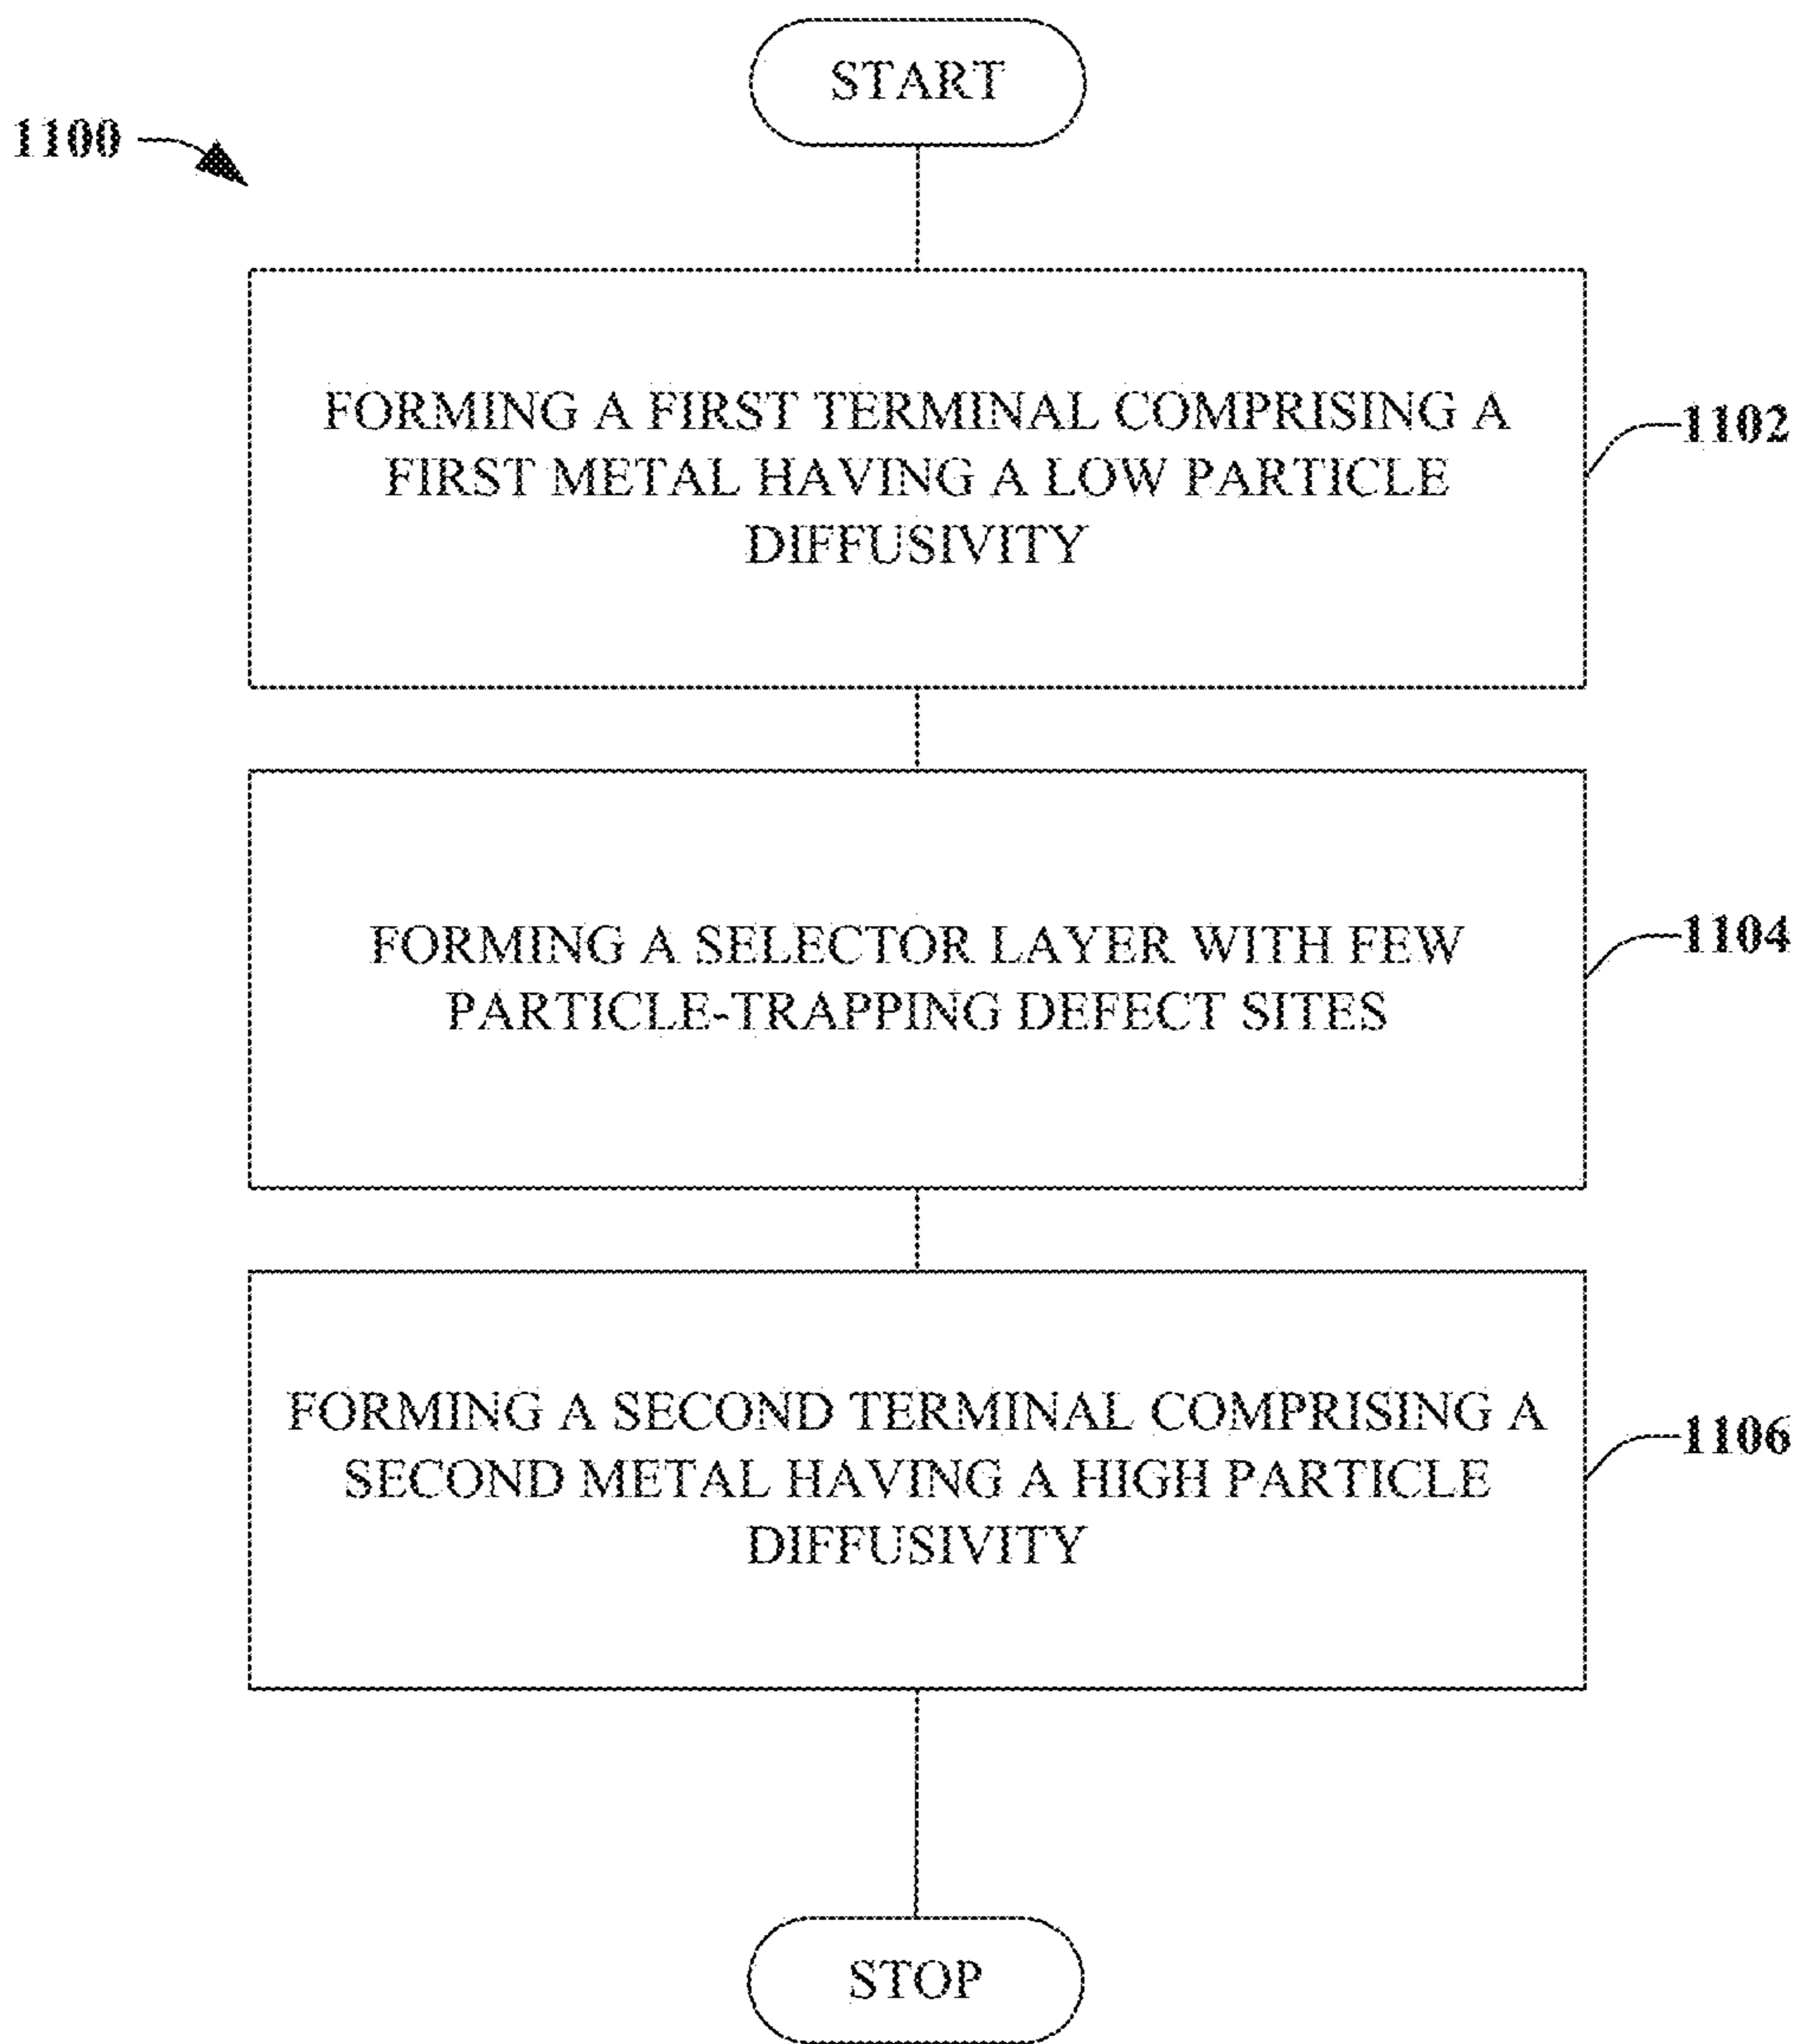 START
1100
FORMING A FIRST TERMINAL COMPRISING A
FIRST METAL HAVING A LOW PARTICLE
DIFFUSIVITY
1102
FORMING A SELECTOR LAYER WITH FEW
PARTICLE-TRAPPING DEFECT SITES
1104
FORMING A SECOND TERMINAL COMPRISING A
SECOND METAL HAVING A HIGH PARTICLE
DIFFUSIVITY
1106
STOP